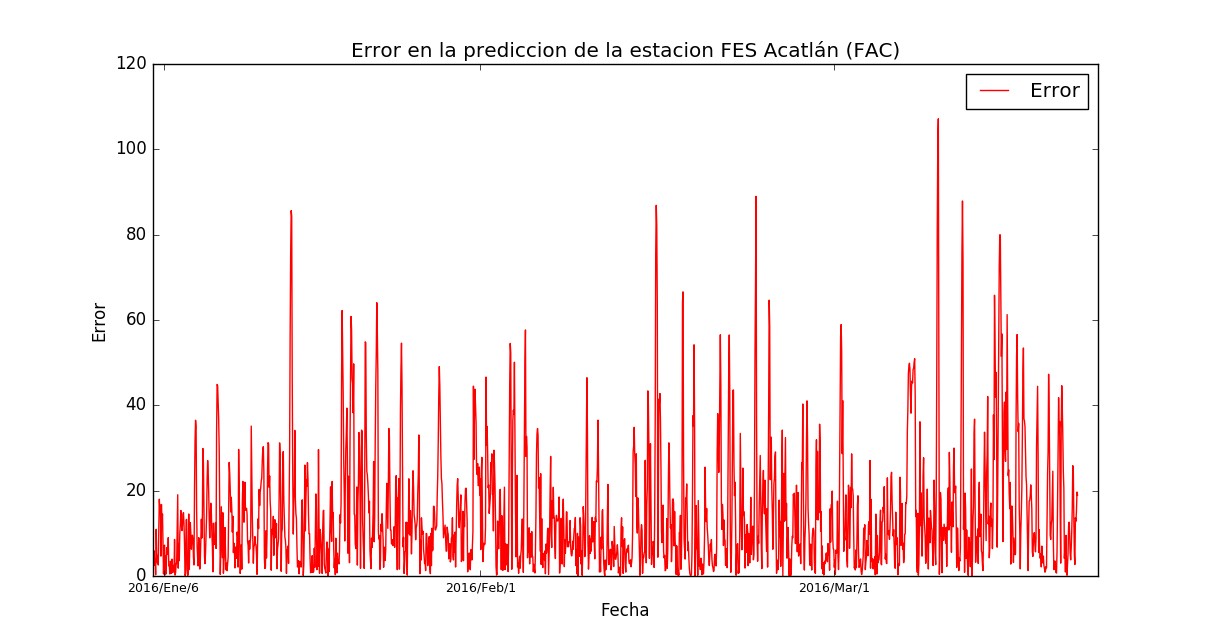 Error en la prediccion de la estacion FES Acatlán (FAC)
Error
120
100
80
60
40
20
0
Error
2016/Ene/6
2016/Feb/1
2016/Mar/1
Fecha